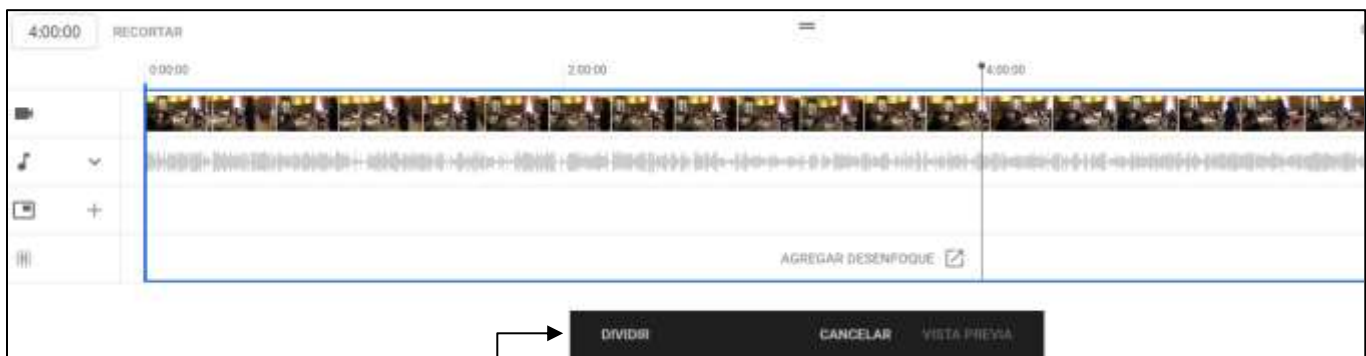 4:00:00 RECORTAR
0:00:00 2:00:00 4:00:00
AGREGAR DESENFOQUE
DIVIDIR CANCELAR VISTA PREVIA